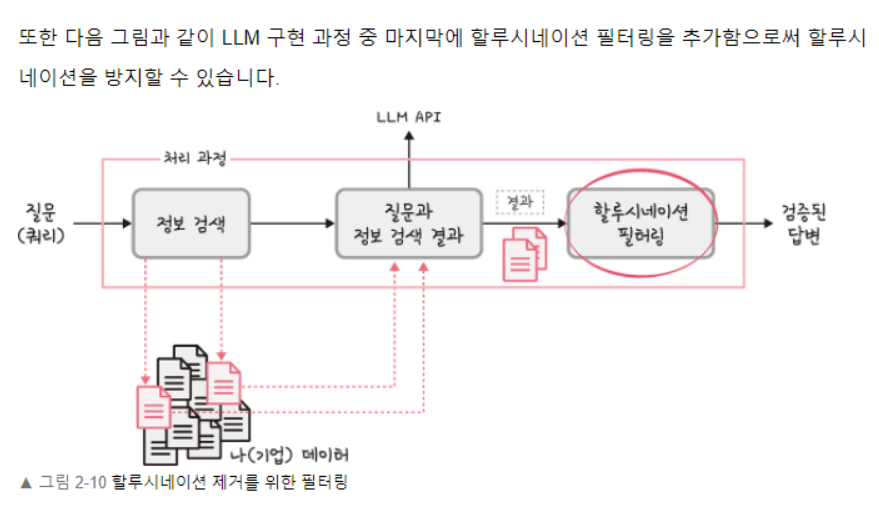 또한 다음 그림과 같이 LLM 구현 과정 중 마지막에 할루시네이션 필터링을 추가함으로써 할루시
네이션을 방지할 수 있습니다.
LLM API
처리 과정
질문
(쿼리)
정보 검색
질문과
정보 검색 결과
결과
할루시네이션
필터링
검증된
답변
나(기업) 데이터
▲ 그림 2-10 할루시네이션 제거를 위한 필터링